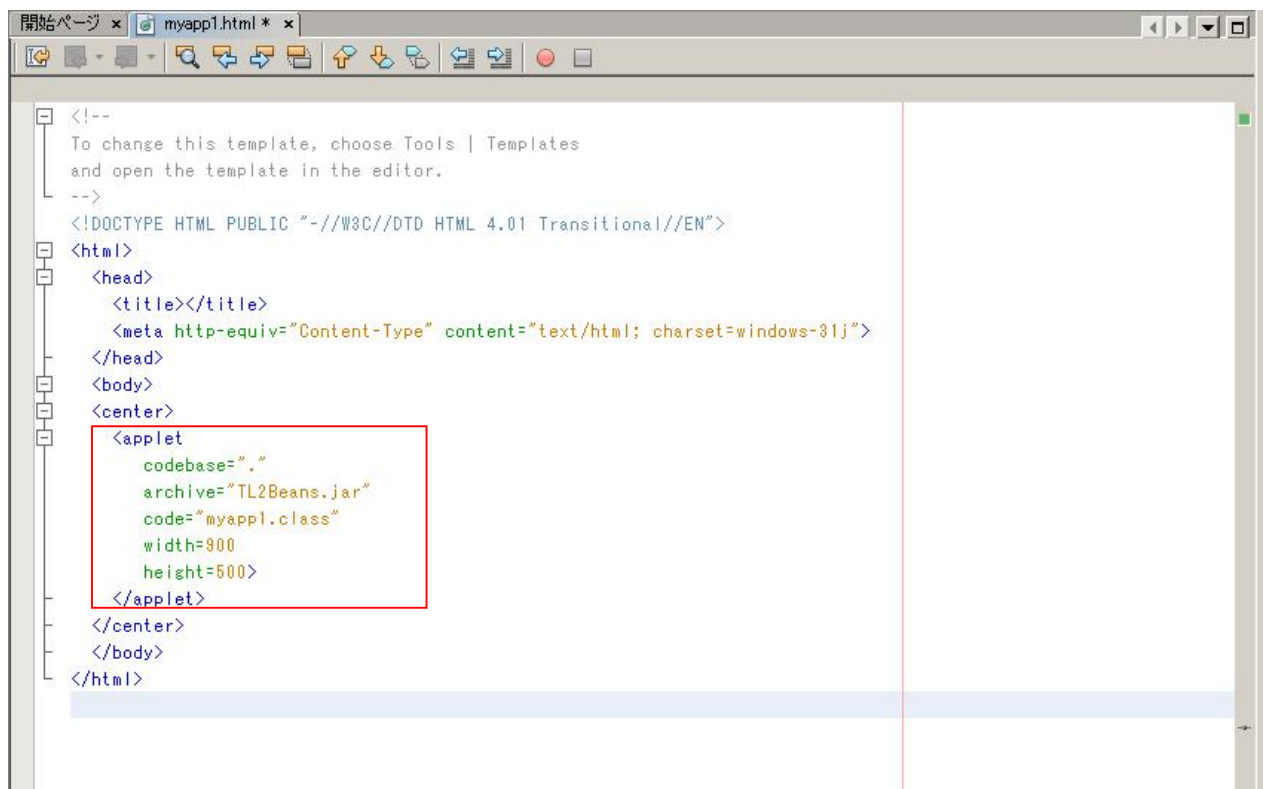 開始ページ × myapp1.html * ×
<!--
To change this template, choose Tools | Templates
and open the template in the editor.
-->
<!DOCTYPE HTML PUBLIC "-//W3C//DTD HTML 4.01 Transitional//EN">
<html>
<head>
<title></title>
<meta http-equiv="Content-Type" content="text/html; charset=windows-31j">
</head>
<body>
<center>
<applet
codebase="."
archive="TL2Beans.jar"
code="myapp1.class"
width=900
height=500>
</applet>
</center>
</body>
</html>